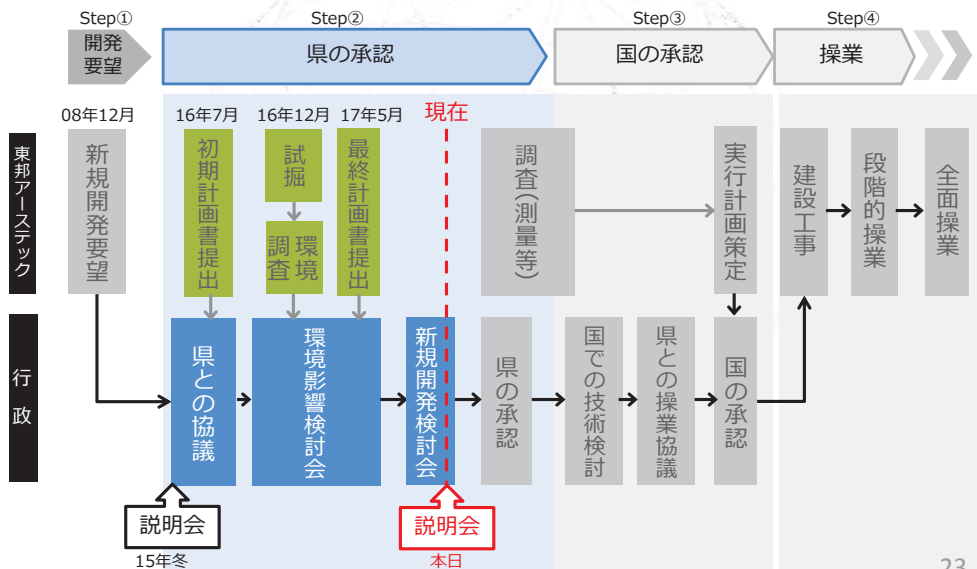 Step①
Step②
Step③
Step④
開発
要望
県の承認
国の承認
操業
08年12月
16年7月
16年12月
17年5月
現在
東邦アーステック
新規開発要望
初期計画書提出
試掘
環境
調査
最終計画書提出
調査(測量等)
実行計画策定
建設工事
段階的操業
全面操業
行政
県との協議
環境影響検討会
新規開発検討会
県の承認
国での技術検討
県との操業協議
国の承認
説明会
15年冬
説明会
本日
23